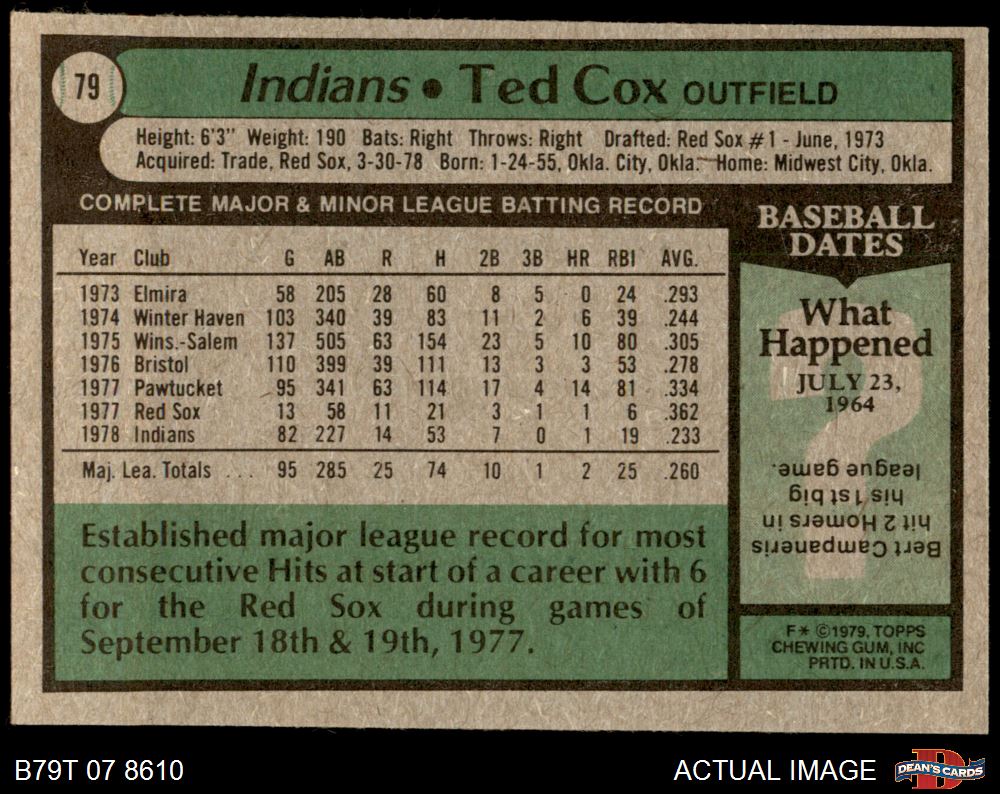 79
Indians • Ted Cox OUTFIELD
Height: 6'3" Weight: 190 Bats: Right Throws: Right Drafted: Red Sox #1 - June, 1973
Acquired: Trade, Red Sox, 3-30-78 Born: 1-24-55, Okla. City, Okla. Home: Midwest City, Okla.
COMPLETE MAJOR & MINOR LEAGUE BATTING RECORD
Year Club G AB R H 2B 3B HR RBI AVG.
1973 Elmira 58 205 28 60 8 5 0 24 .293
1974 Winter Haven 103 340 39 83 11 2 6 39 .244
1975 Wins.-Salem 137 505 63 154 23 5 10 80 .305
1976 Bristol 110 399 39 111 13 3 3 53 .278
1977 Pawtucket 95 341 63 114 17 4 14 81 .334
1977 Red Sox 13 58 11 21 3 1 1 6 .362
1978 Indians 82 227 14 53 7 0 1 19 .233
Maj. Lea. Totals ... 95 285 25 74 10 1 2 25 .260
Established major league record for most
consecutive Hits at start of a career with 6
for the Red Sox during games of
September 18th & 19th, 1977.
BASEBALL
DATES
What
Happened
JULY 23,
1964
?
Bert Campaneris
hit 2 Homers in
his 1st big
league game.
F* ©1979, TOPPS
CHEWING GUM, INC
PRTD. IN U.S.A.
B79T 07 8610
ACTUAL IMAGE
D
DEAN'S CARDS